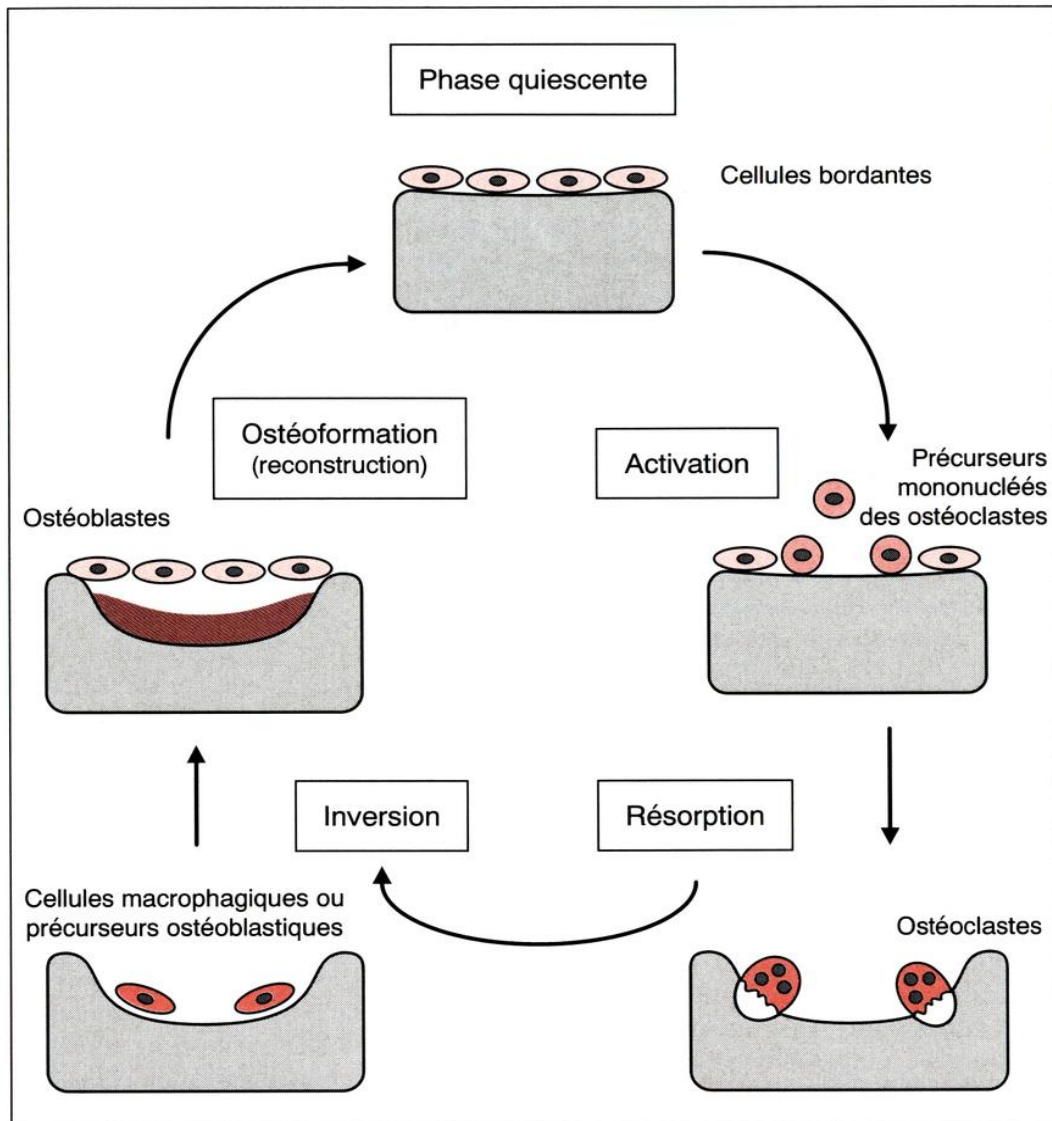 Phase quiescente
Cellules bordantes
Ostéoformation
(reconstruction)
Activation
Précurseurs
mononucléés
des ostéoclastes
Ostéoblastes
Inversion
Résorption
Cellules macrophagiques ou
précurseurs ostéoblastiques
Ostéoclastes